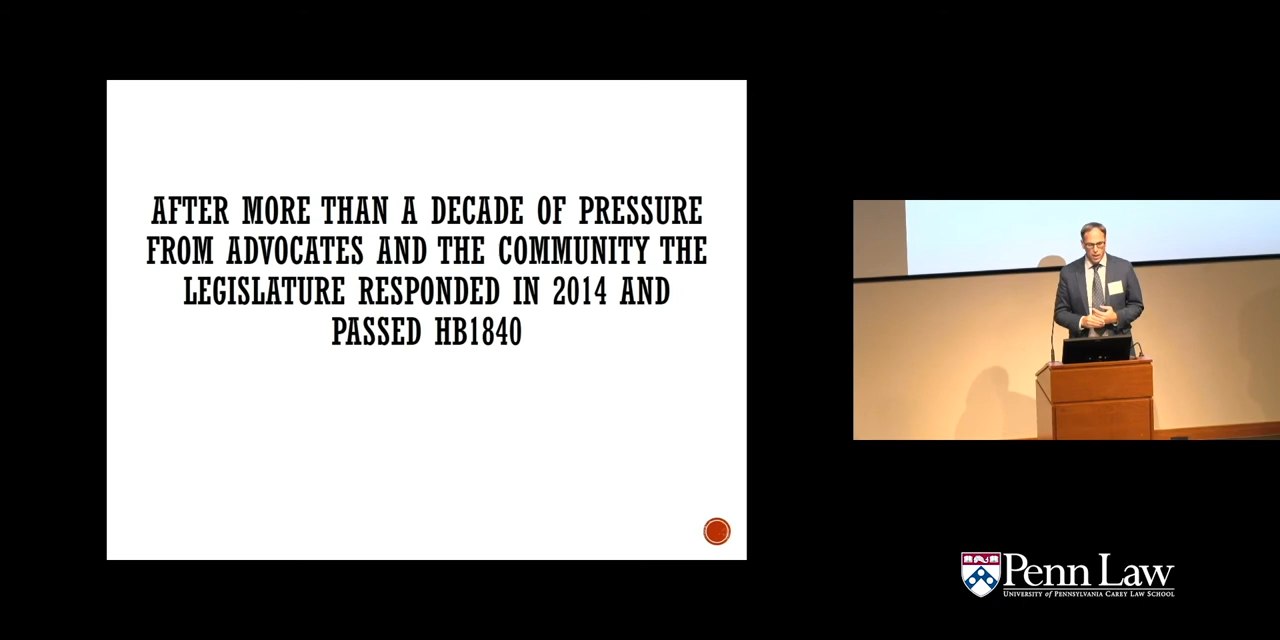 AFTER MORE THAN A DECADE OF PRESSURE
FROM ADVOCATES AND THE COMMUNITY THE
LEGISLATURE RESPONDED IN 2014 AND
PASSED HB1840
Penn Law
UNIVERSITY of PENNSYLVANIA CAREY LAW SCHOOL